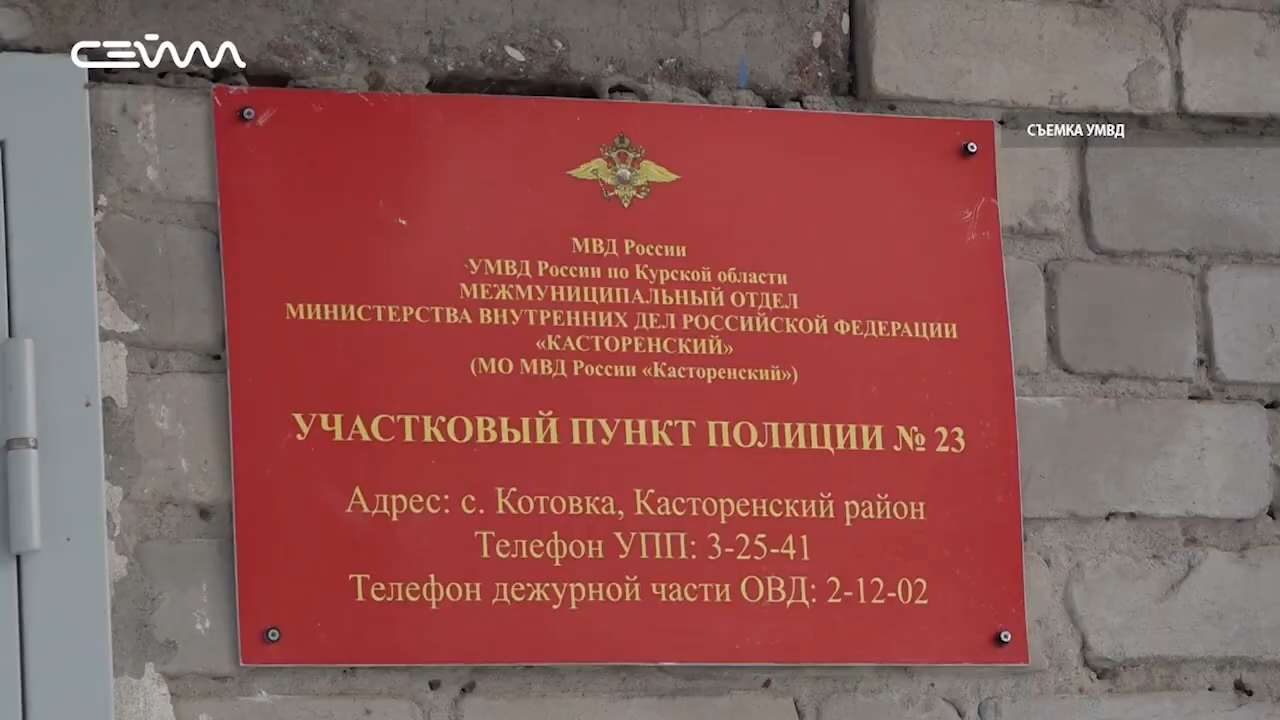 СЕЙМ
СЪЕМКА УМВД
МВД России
УМВД России по Курской области
МЕЖМУНИЦИПАЛЬНЫЙ ОТДЕЛ
МИНИСТЕРСТВА ВНУТРЕННИХ ДЕЛ РОССИЙСКОЙ ФЕДЕРАЦИИ
«КАСТОРЕНСКИЙ»
(МО МВД России «Касторенский»)
УЧАСТКОВЫЙ ПУНКТ ПОЛИЦИИ № 23
Адрес: с. Котовка, Касторенский район
Телефон УПП: 3-25-41
Телефон дежурной части ОВД: 2-12-02